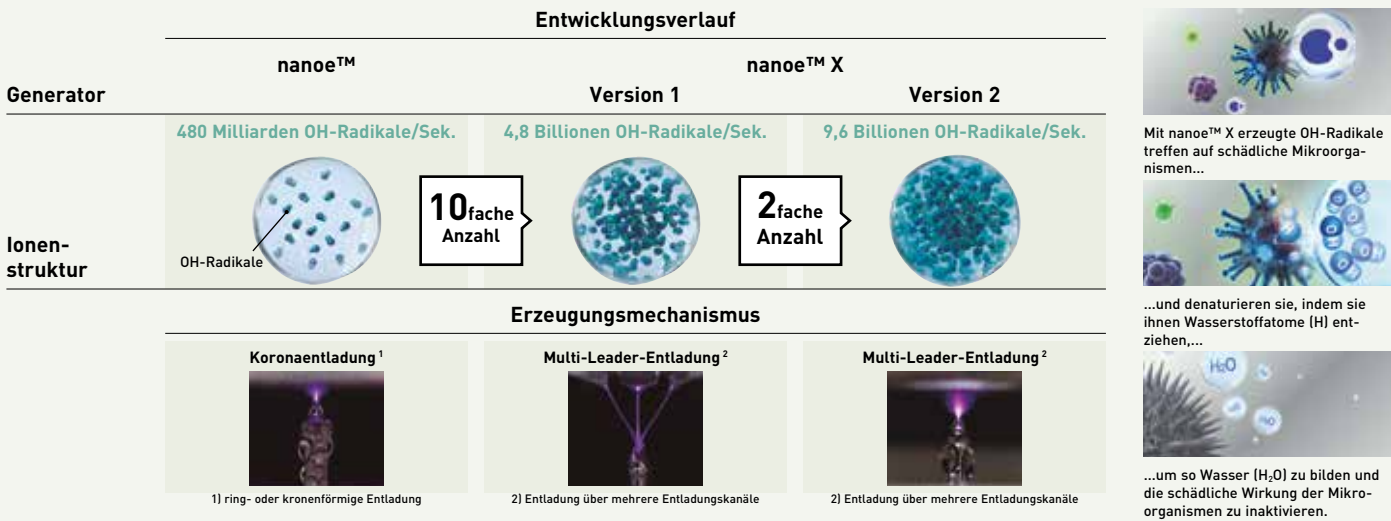 Entwicklungsverlauf
nanoe™
nanoe™ X
Generator
Version 1
Version 2
480 Milliarden OH-Radikale/Sek.
4,8 Billionen OH-Radikale/Sek.
9,6 Billionen OH-Radikale/Sek.
10fache
Anzahl
2fache
Anzahl
Ionen-
struktur
OH-Radikale
Erzeugungsmechanismus
Koronaentladung ¹
Multi-Leader-Entladung ²
Multi-Leader-Entladung ²
1) ring- oder kronenförmige Entladung
2) Entladung über mehrere Entladungskanäle
2) Entladung über mehrere Entladungskanäle
Mit nanoe™ X erzeugte OH-Radikale
treffen auf schädliche Mikroorga-
nismen...
...und denaturieren sie, indem sie
ihnen Wasserstoffatome (H) ent-
ziehen,...
H₂O
H₂O
...um so Wasser (H₂O) zu bilden und
die schädliche Wirkung der Mikro-
organismen zu inaktivieren.